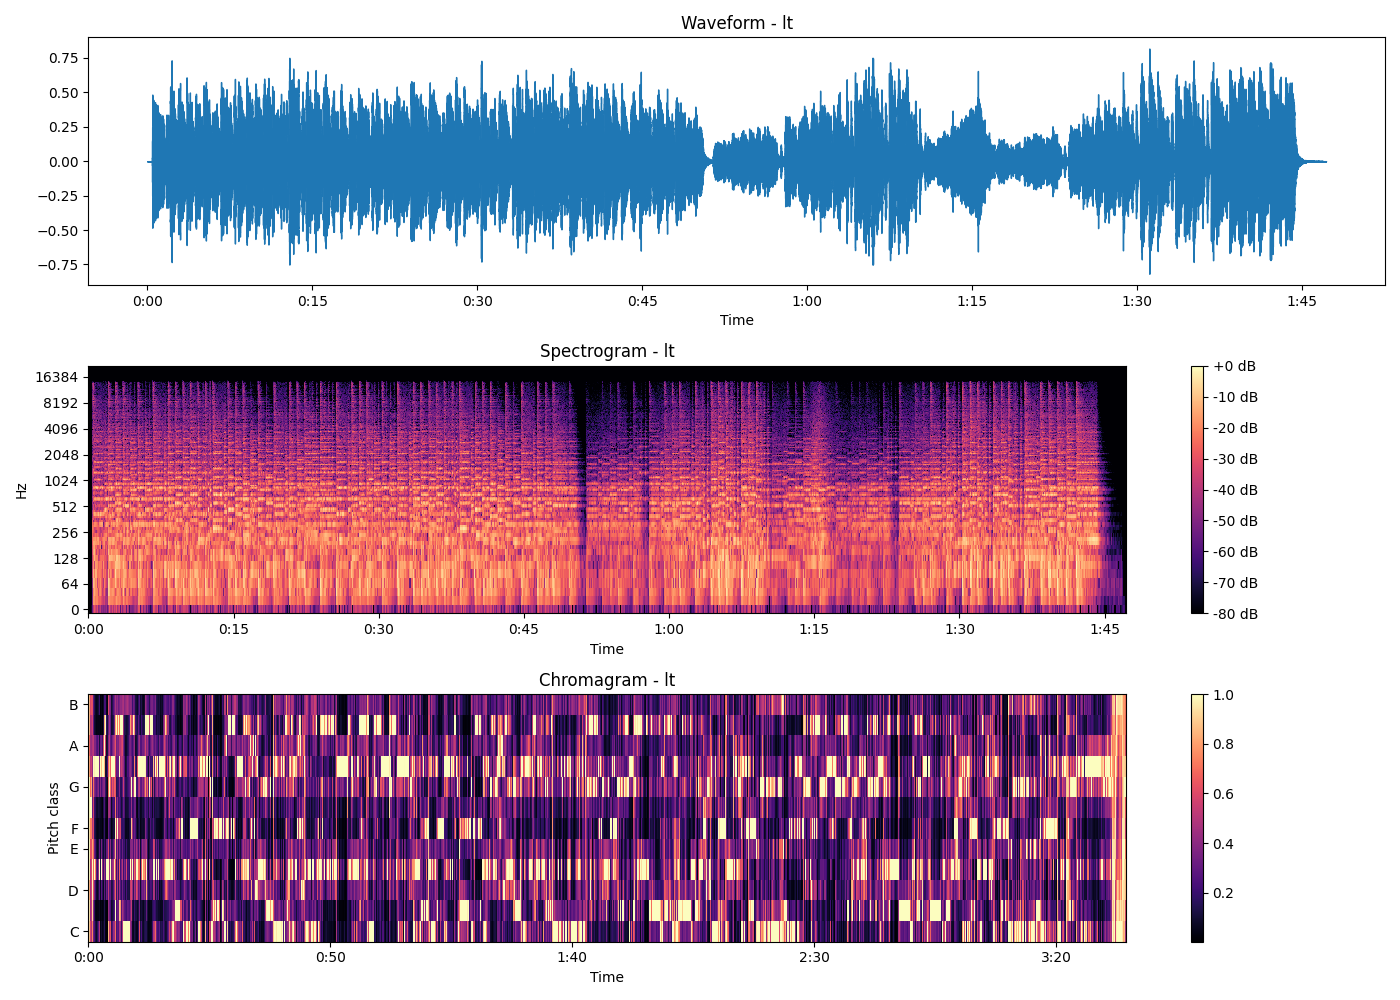 Waveform - lt
0.75
0.50
0.25
0.00
−0.25
−0.50
−0.75
0:00 0:15 0:30 0:45 1:00 1:15 1:30 1:45
Time
Spectrogram - lt
Hz
16384
8192
4096
2048
1024
512
256
128
64
0
0:00 0:15 0:30 0:45 1:00 1:15 1:30 1:45
Time
+0 dB
-10 dB
-20 dB
-30 dB
-40 dB
-50 dB
-60 dB
-70 dB
-80 dB
Chromagram - lt
Pitch class
B
A
G
F
E
D
C
0:00 0:50 1:40 2:30 3:20
Time
1.0
0.8
0.6
0.4
0.2